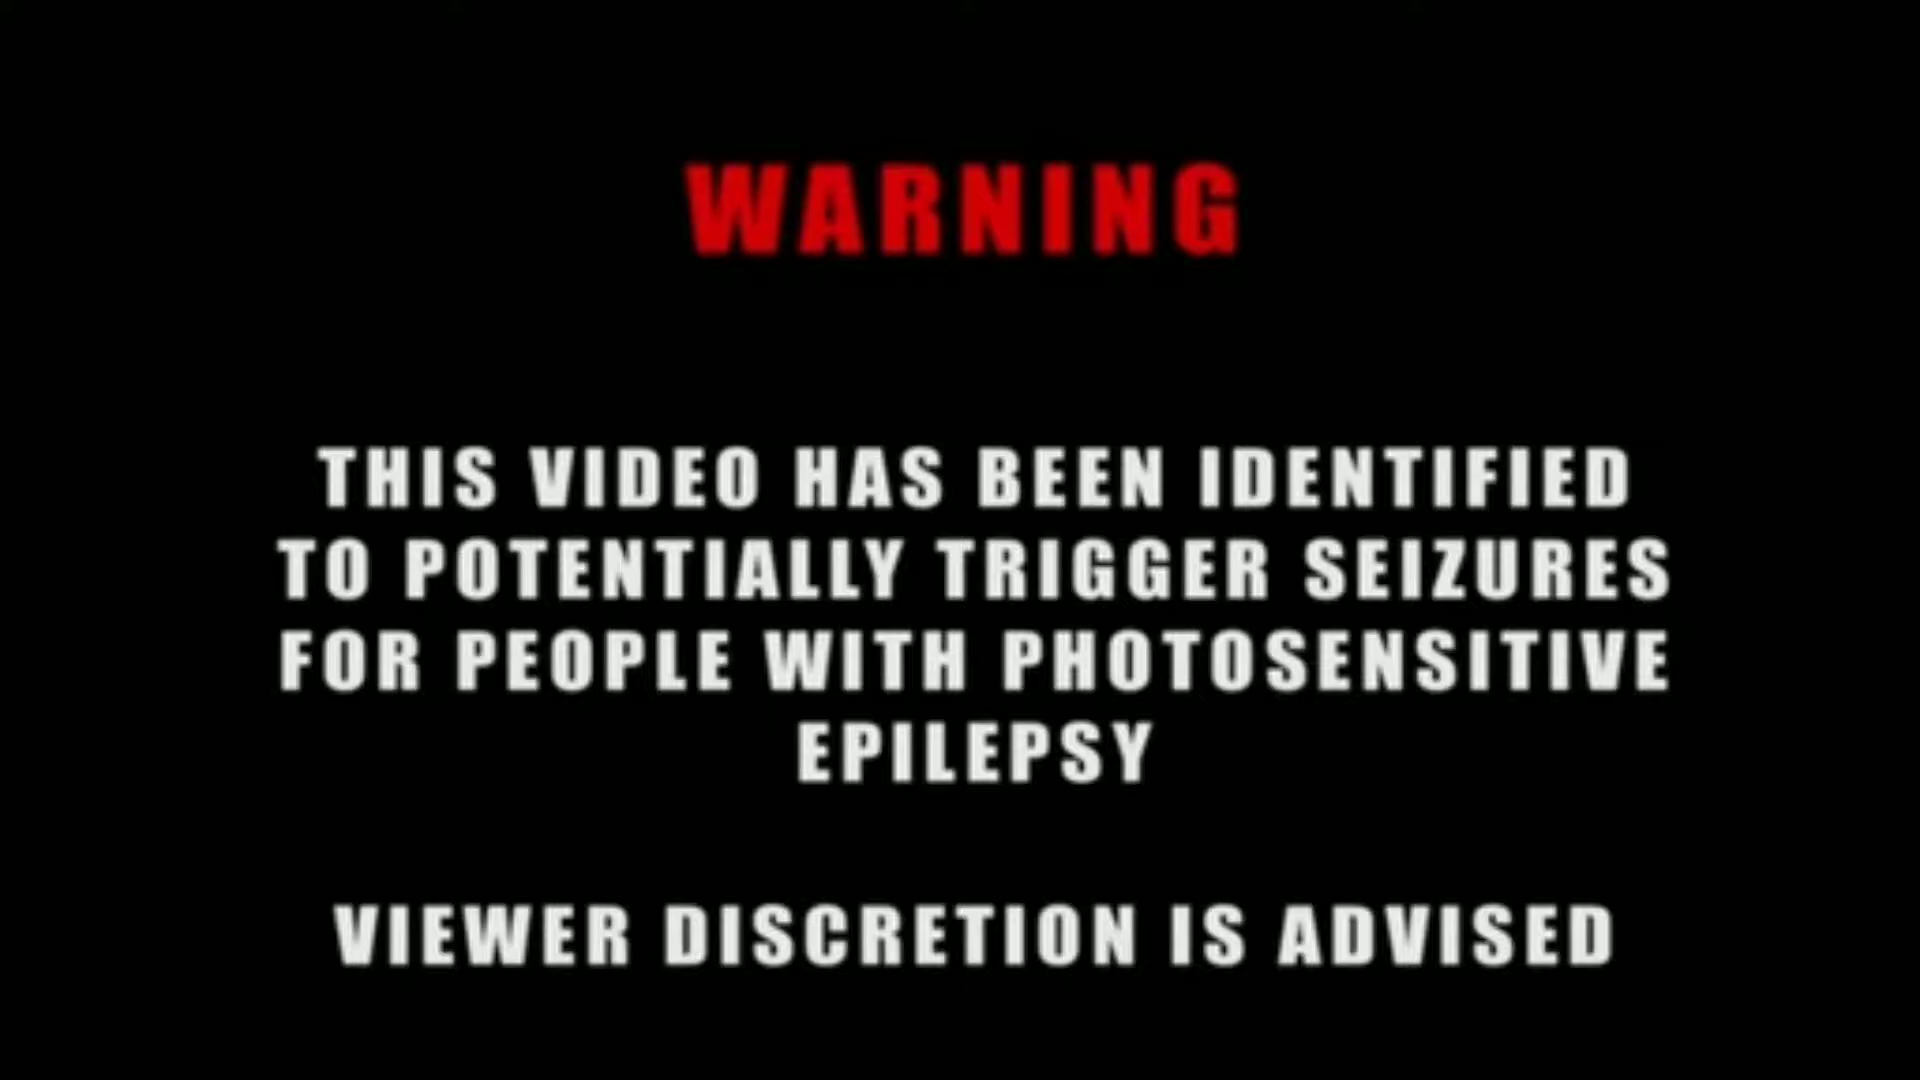 WARNING
THIS VIDEO HAS BEEN IDENTIFIED
TO POTENTIALLY TRIGGER SEIZURES
FOR PEOPLE WITH PHOTOSENSITIVE
EPILEPSY
VIEWER DISCRETION IS ADVISED